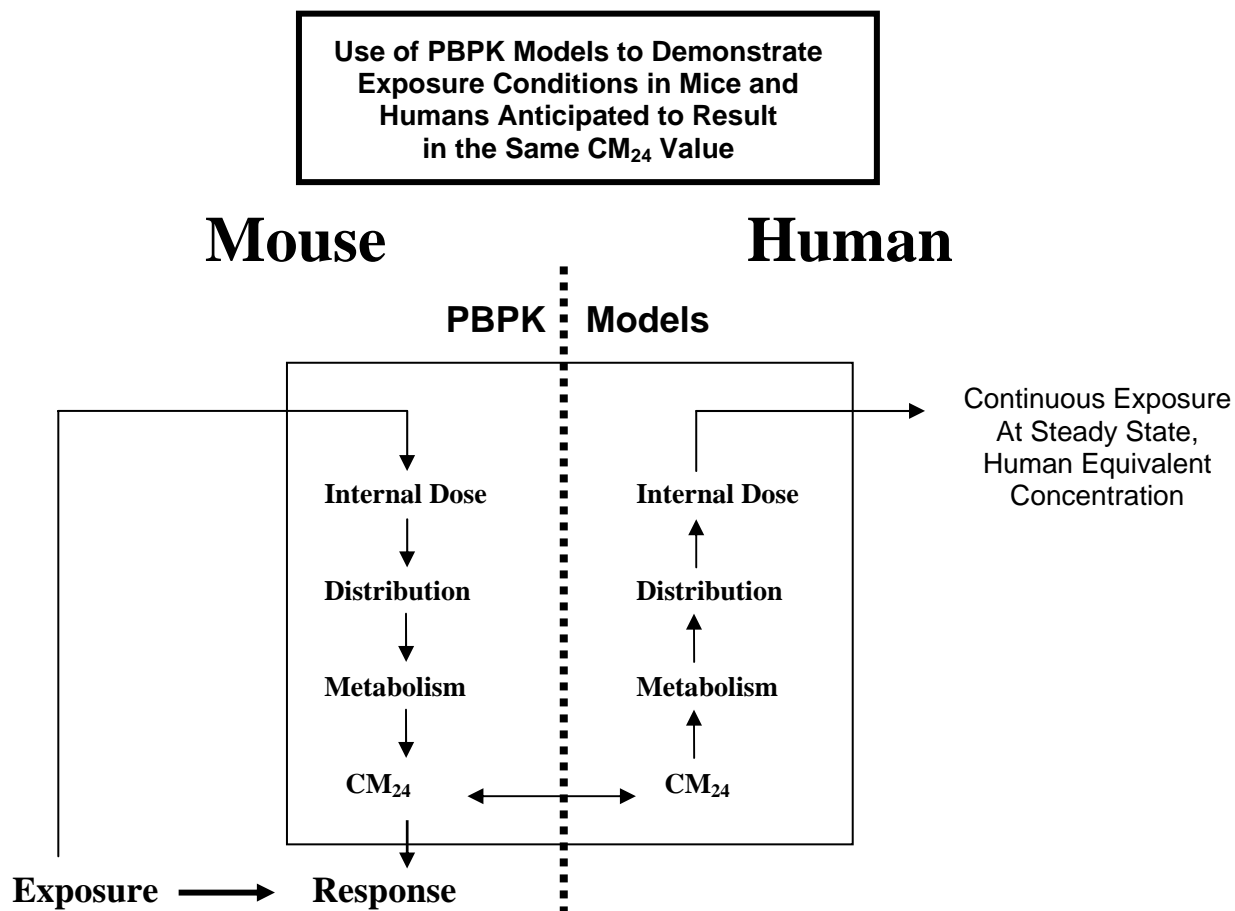 Use of PBPK Models to Demonstrate
Exposure Conditions in Mice and
Humans Anticipated to Result
in the Same CM₂₄ Value
Mouse
Human
PBPK Models
Continuous Exposure
At Steady State,
Human Equivalent
Concentration
Internal Dose
Distribution
Metabolism
CM₂₄
Internal Dose
Distribution
Metabolism
CM₂₄
Exposure
Response